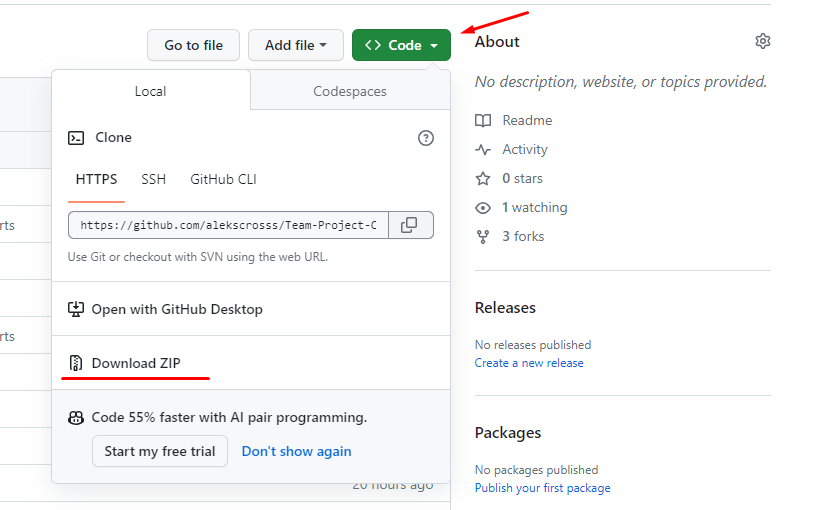 Go to file
Add file
Code
Local
Codespaces
Clone
HTTPS
SSH
GitHub CLI
https://github.com/alekscrosss/Team-Project-C
Use Git or checkout with SVN using the web URL.
Open with GitHub Desktop
Download ZIP
Code 55% faster with AI pair programming.
Start my free trial
Don't show again
rts
rts
20 hours ago
About
No description, website, or topics provided.
Readme
Activity
0 stars
1 watching
3 forks
Releases
No releases published
Create a new release
Packages
No packages published
Publish your first package